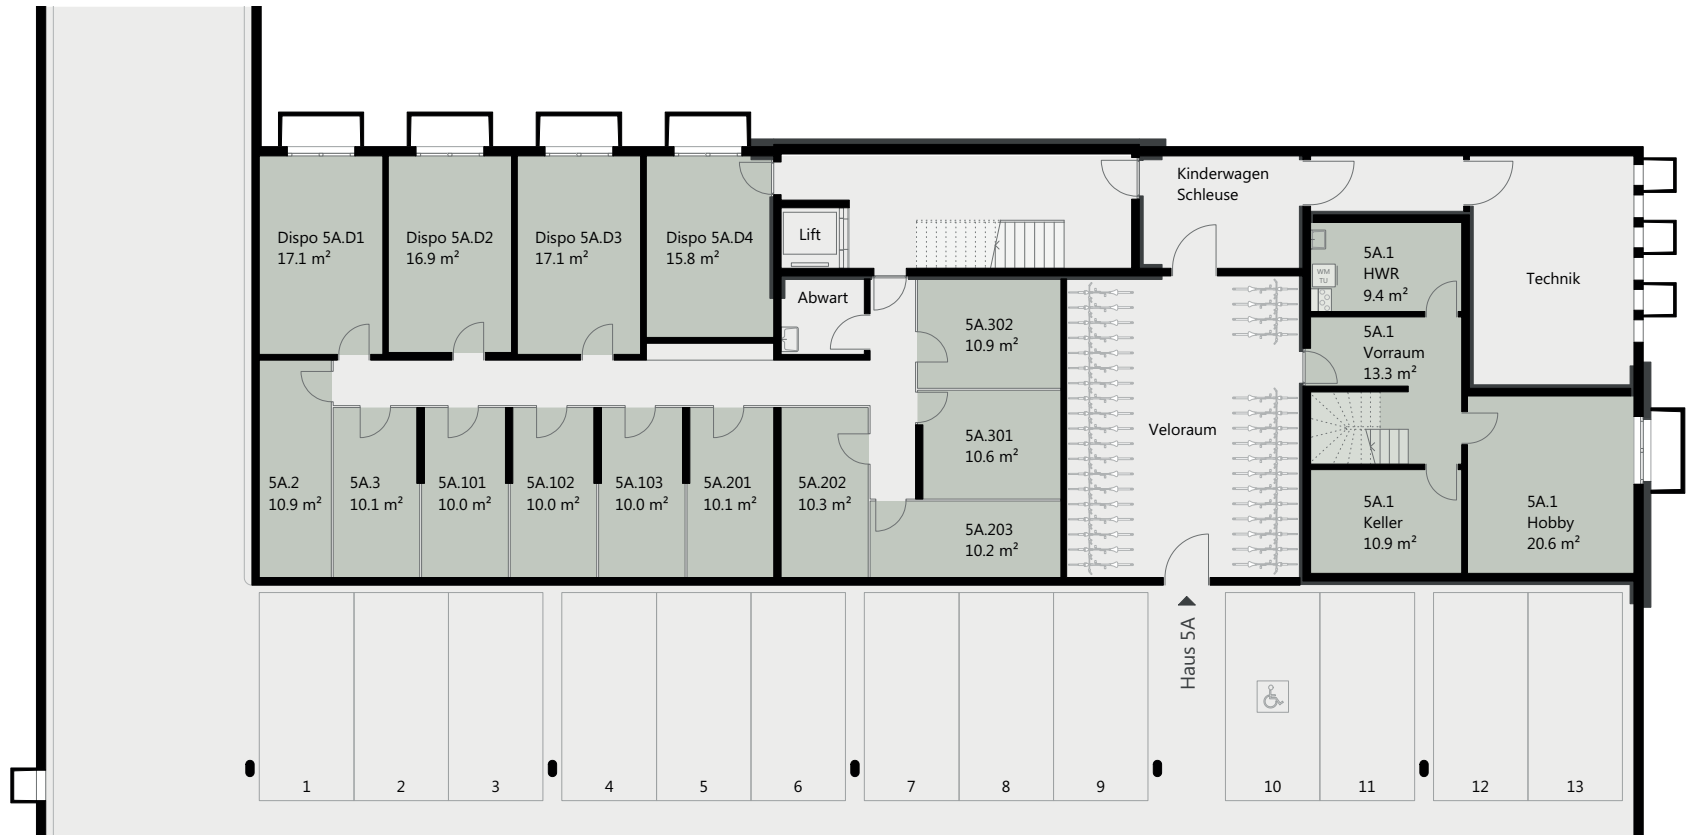 Dispo 5A.D1
17.1 m²
Dispo 5A.D2
16.9 m²
Dispo 5A.D3
17.1 m²
Dispo 5A.D4
15.8 m²
Lift
Abwart
Kinderwagen
Schleuse
5A.1
HWR
9.4 m²
WM
TU
Technik
5A.302
10.9 m²
5A.1
Vorraum
13.3 m²
5A.301
10.6 m²
Veloraum
5A.2
10.9 m²
5A.3
10.1 m²
5A.101
10.0 m²
5A.102
10.0 m²
5A.103
10.0 m²
5A.201
10.1 m²
5A.202
10.3 m²
5A.203
10.2 m²
5A.1
Keller
10.9 m²
5A.1
Hobby
20.6 m²
Haus 5A
1
2
3
4
5
6
7
8
9
10
11
12
13